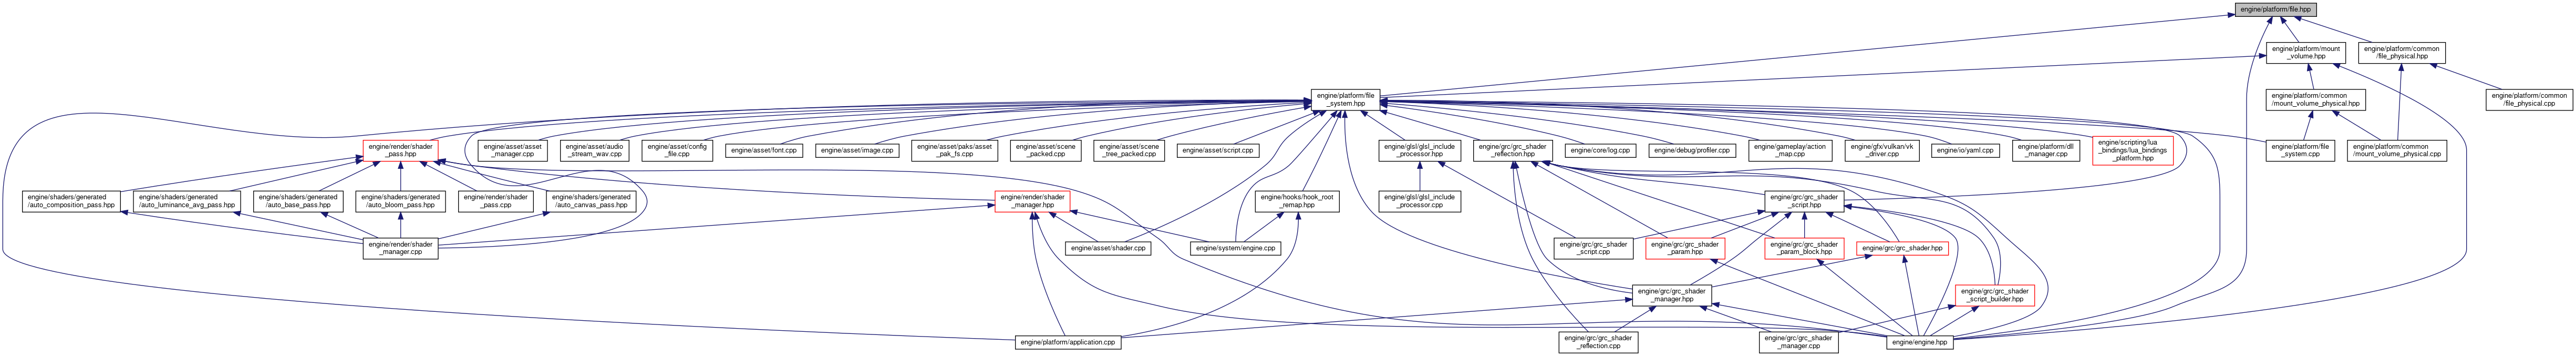 engine/platform/file.hpp
engine/platform/mount
_volume.hpp
engine/platform/common
/file_physical.hpp
engine/platform/file
_system.hpp
engine/platform/common
/mount_volume_physical.hpp
engine/platform/common
/file_physical.cpp
engine/render/shader
_pass.hpp
engine/asset/asset
_manager.cpp
engine/asset/audio
_stream_wav.cpp
engine/asset/config
_file.cpp
engine/asset/font.cpp
engine/asset/image.cpp
engine/asset/paks/asset
_pak_fs.cpp
engine/asset/scene
_packed.cpp
engine/asset/scene
_tree_packed.cpp
engine/asset/script.cpp
engine/glsl/glsl_include
_processor.hpp
engine/grc/grc_shader
_reflection.hpp
engine/core/log.cpp
engine/debug/profiler.cpp
engine/gameplay/action
_map.cpp
engine/gfx/vulkan/vk
_driver.cpp
engine/io/yaml.cpp
engine/platform/dll
_manager.cpp
engine/scripting/lua
_bindings/lua_bindings
_platform.hpp
engine/platform/file
_system.cpp
engine/platform/common
/mount_volume_physical.cpp
engine/shaders/generated
/auto_composition_pass.hpp
engine/shaders/generated
/auto_luminance_avg_pass.hpp
engine/shaders/generated
/auto_base_pass.hpp
engine/shaders/generated
/auto_bloom_pass.hpp
engine/render/shader
_pass.cpp
engine/shaders/generated
/auto_canvas_pass.hpp
engine/render/shader
_manager.hpp
engine/hooks/hook_root
_remap.hpp
engine/glsl/glsl_include
_processor.cpp
engine/grc/grc_shader
_script.hpp
engine/render/shader
_manager.cpp
engine/asset/shader.cpp
engine/system/engine.cpp
engine/grc/grc_shader
_script.cpp
engine/grc/grc_shader
_param.hpp
engine/grc/grc_shader
_param_block.hpp
engine/grc/grc_shader.hpp
engine/grc/grc_shader
_manager.hpp
engine/grc/grc_shader
_script_builder.hpp
engine/platform/application.cpp
engine/grc/grc_shader
_reflection.cpp
engine/grc/grc_shader
_manager.cpp
engine/engine.hpp